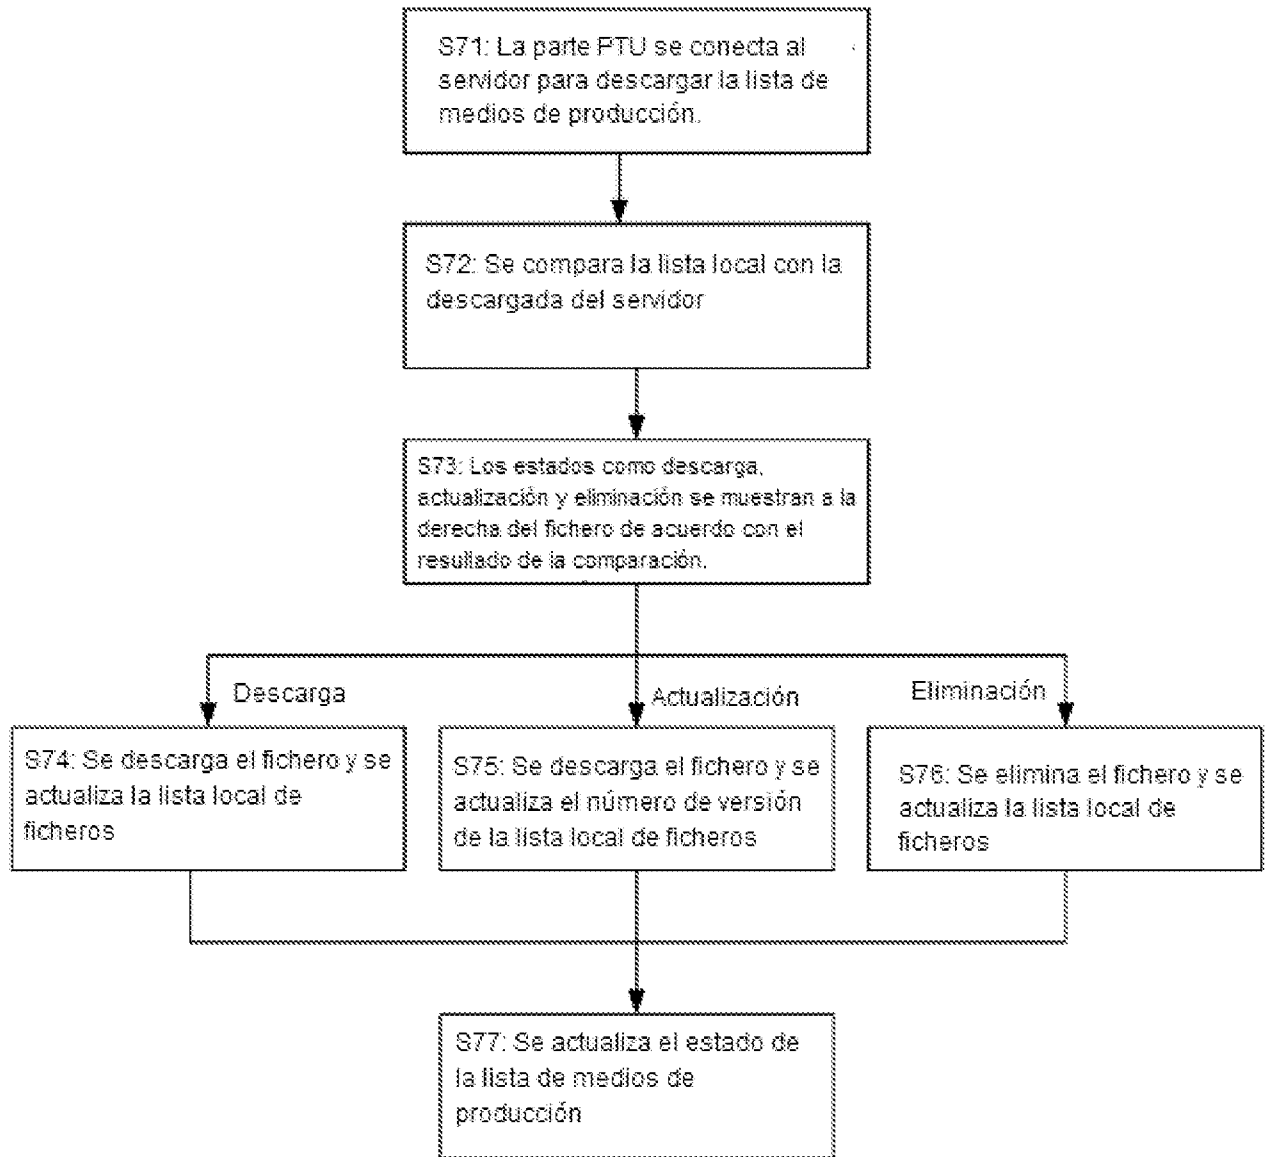 S71: La parte PTU se conecta al
servidor para descargar la lista de
medios de producción.
S72: Se compara la lista local con la
descargada del servidor
S73: Los estados como descarga,
actualización y eliminación se muestran a la
derecha del fichero de acuerdo con el
resultado de la comparación.
Descarga
Actualización
Eliminación
S74: Se descarga el fichero y se
actualiza la lista local de
ficheros
S75: Se descarga el fichero y se
actualiza el número de versión
de la lista local de ficheros
S76: Se elimina el fichero y se
actualiza la lista local de
ficheros
S77: Se actualiza el estado de
la lista de medios de
producción